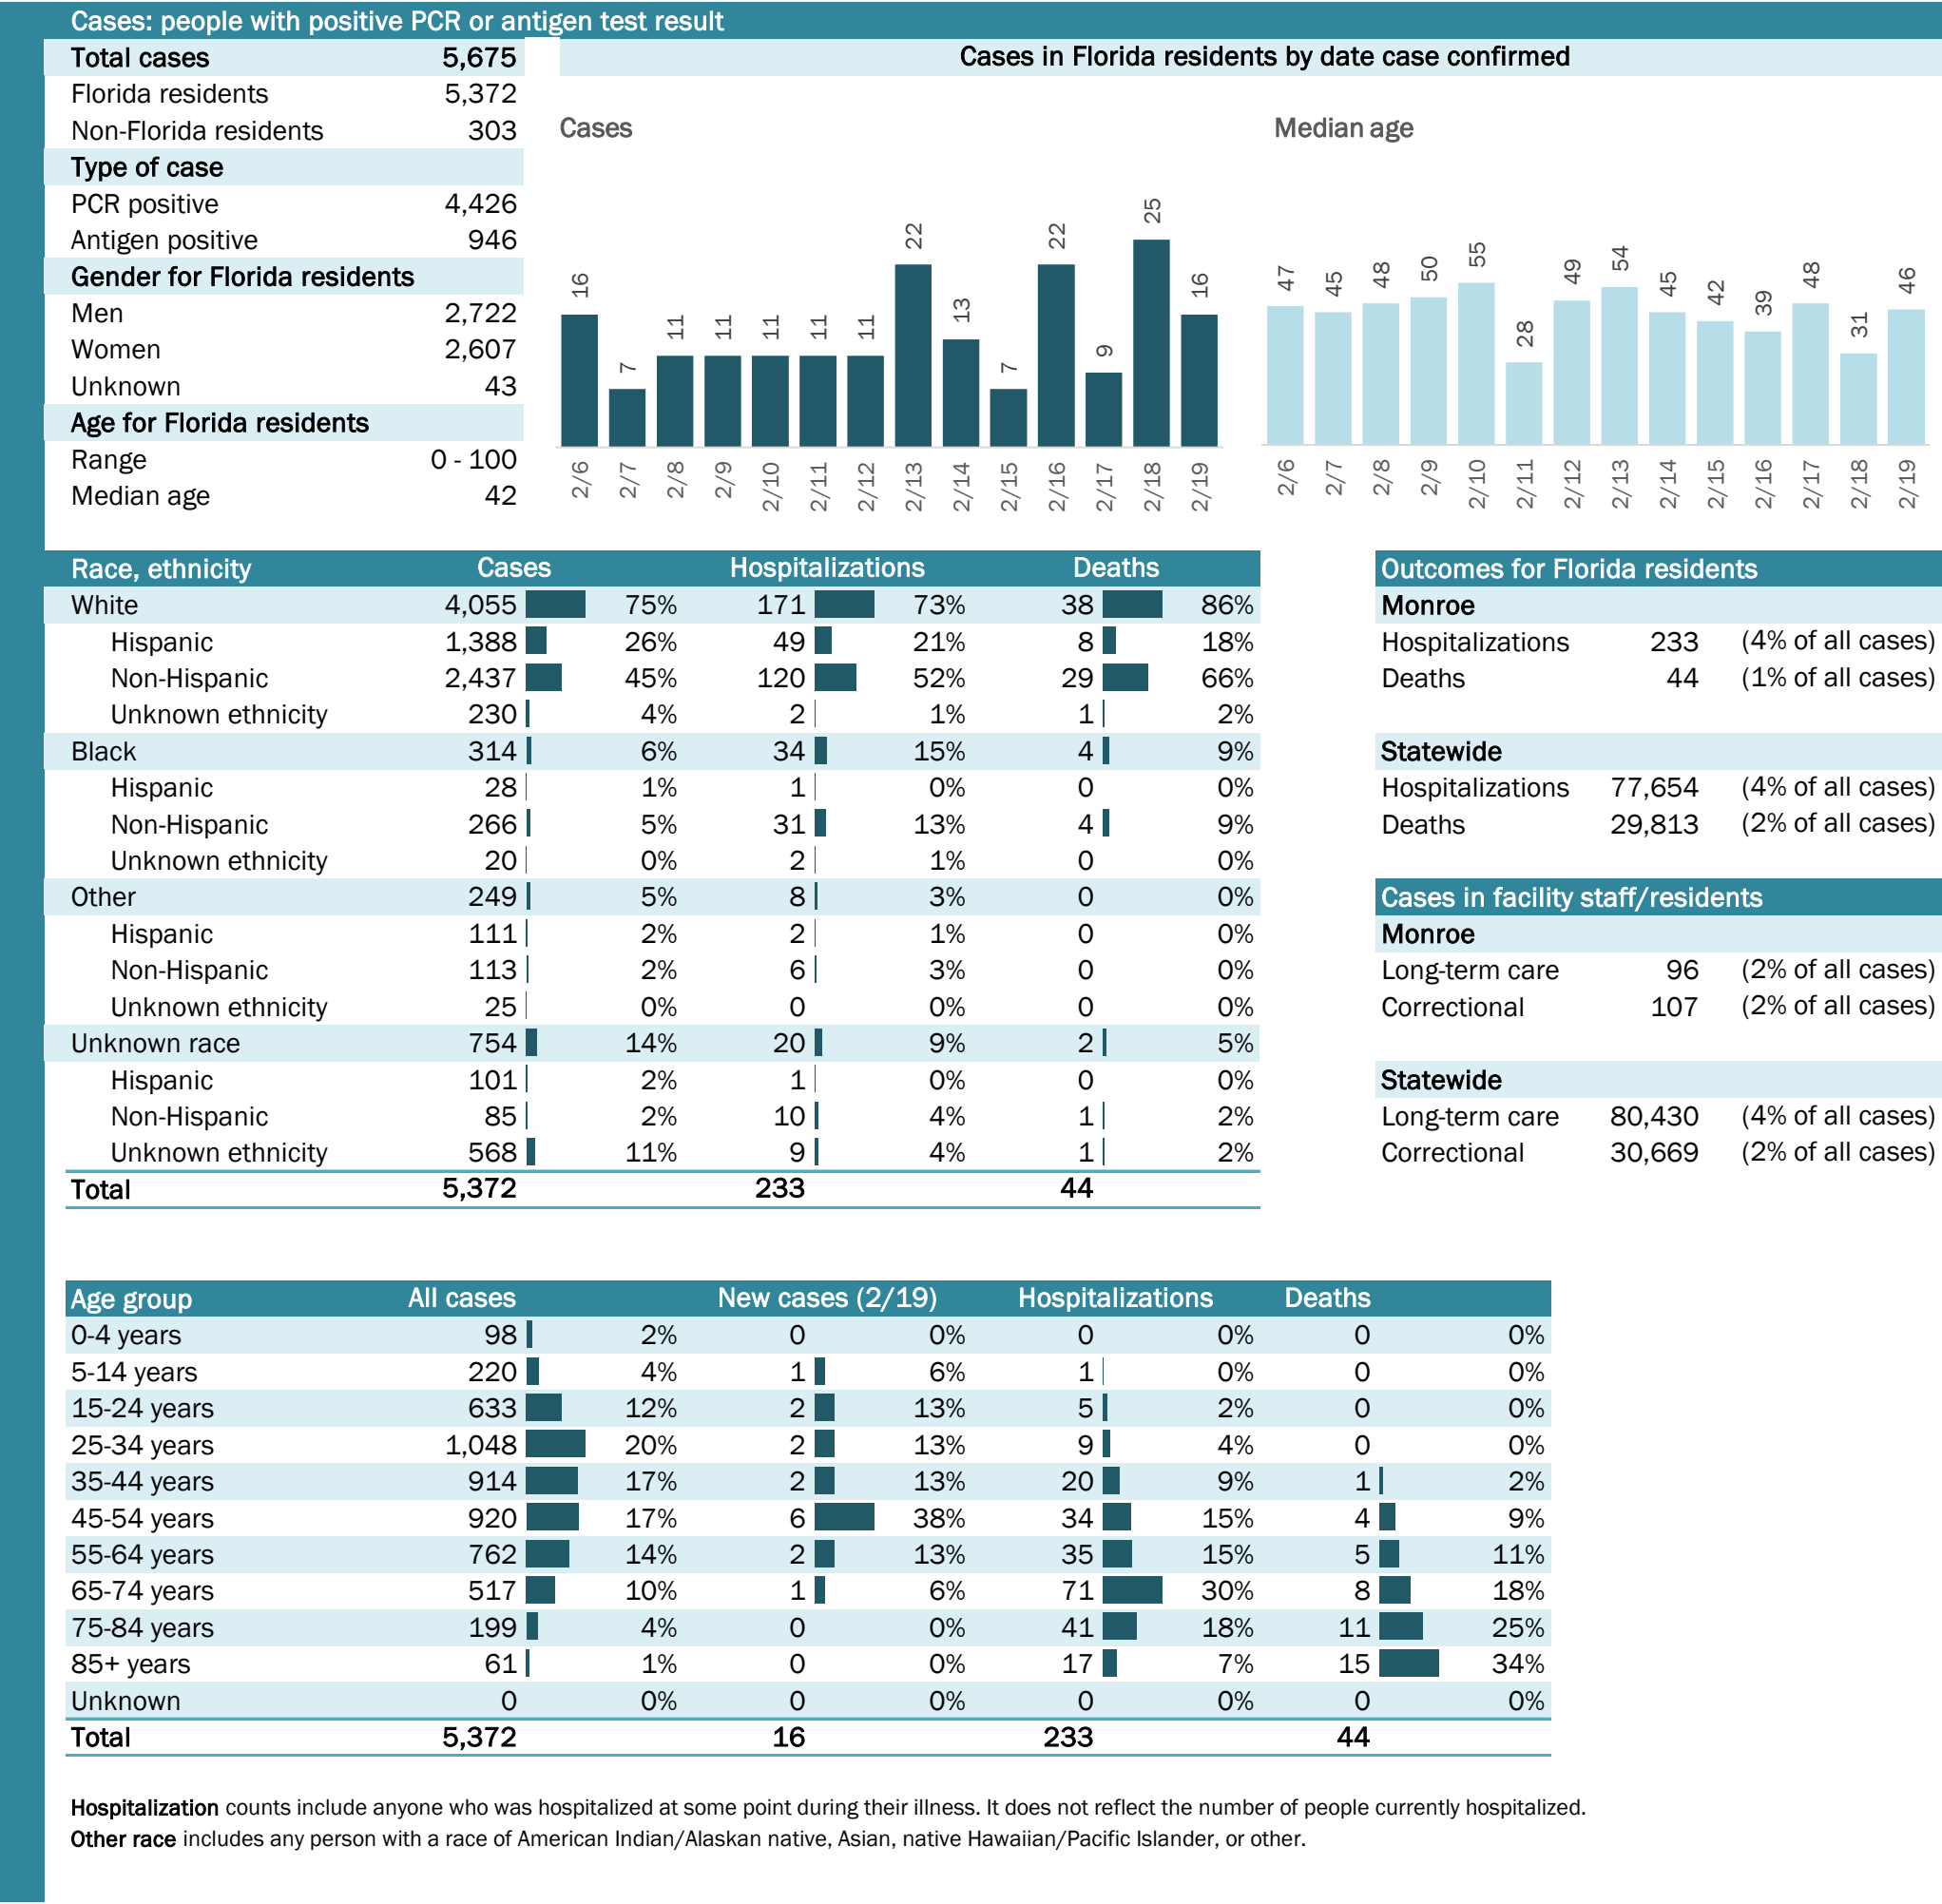 Cases: people with positive PCR or antigen test result
Total cases 5,675
Florida residents 5,372
Non-Florida residents 303
Type of case
PCR positive 4,426
Antigen positive 946
Gender for Florida residents
Men 2,722
Women 2,607
Unknown 43
Age for Florida residents
Range 0 - 100
Median age 42
Cases in Florida residents by date case confirmed
Cases
16 7 11 11 11 11 11 22 13 7 22 9 25 16
2/6 2/7 2/8 2/9 2/10 2/11 2/12 2/13 2/14 2/15 2/16 2/17 2/18 2/19
Median age
47 45 48 50 55 28 49 54 45 42 39 48 31 46
2/6 2/7 2/8 2/9 2/10 2/11 2/12 2/13 2/14 2/15 2/16 2/17 2/18 2/19
Race, ethnicity Cases Hospitalizations Deaths
White 4,055 75% 171 73% 38 86%
Hispanic 1,388 26% 49 21% 8 18%
Non-Hispanic 2,437 45% 120 52% 29 66%
Unknown ethnicity 230 4% 2 1% 1 2%
Black 314 6% 34 15% 4 9%
Hispanic 28 1% 1 0% 0 0%
Non-Hispanic 266 5% 31 13% 4 9%
Unknown ethnicity 20 0% 2 1% 0 0%
Other 249 5% 8 3% 0 0%
Hispanic 111 2% 2 1% 0 0%
Non-Hispanic 113 2% 6 3% 0 0%
Unknown ethnicity 25 0% 0 0% 0 0%
Unknown race 754 14% 20 9% 2 5%
Hispanic 101 2% 1 0% 0 0%
Non-Hispanic 85 2% 10 4% 1 2%
Unknown ethnicity 568 11% 9 4% 1 2%
Total 5,372 233 44
Outcomes for Florida residents
Monroe
Hospitalizations 233 (4% of all cases)
Deaths 44 (1% of all cases)
Statewide
Hospitalizations 77,654 (4% of all cases)
Deaths 29,813 (2% of all cases)
Cases in facility staff/residents
Monroe
Long-term care 96 (2% of all cases)
Correctional 107 (2% of all cases)
Statewide
Long-term care 80,430 (4% of all cases)
Correctional 30,669 (2% of all cases)
Age group All cases New cases (2/19) Hospitalizations Deaths
0-4 years 98 2% 0 0% 0 0% 0 0%
5-14 years 220 4% 1 6% 1 0% 0 0%
15-24 years 633 12% 2 13% 5 2% 0 0%
25-34 years 1,048 20% 2 13% 9 4% 0 0%
35-44 years 914 17% 2 13% 20 9% 1 2%
45-54 years 920 17% 6 38% 34 15% 4 9%
55-64 years 762 14% 2 13% 35 15% 5 11%
65-74 years 517 10% 1 6% 71 30% 8 18%
75-84 years 199 4% 0 0% 41 18% 11 25%
85+ years 61 1% 0 0% 17 7% 15 34%
Unknown 0 0% 0 0% 0 0% 0 0%
Total 5,372 16 233 44
Hospitalization counts include anyone who was hospitalized at some point during their illness. It does not reflect the number of people currently hospitalized.
Other race includes any person with a race of American Indian/Alaskan native, Asian, native Hawaiian/Pacific Islander, or other.